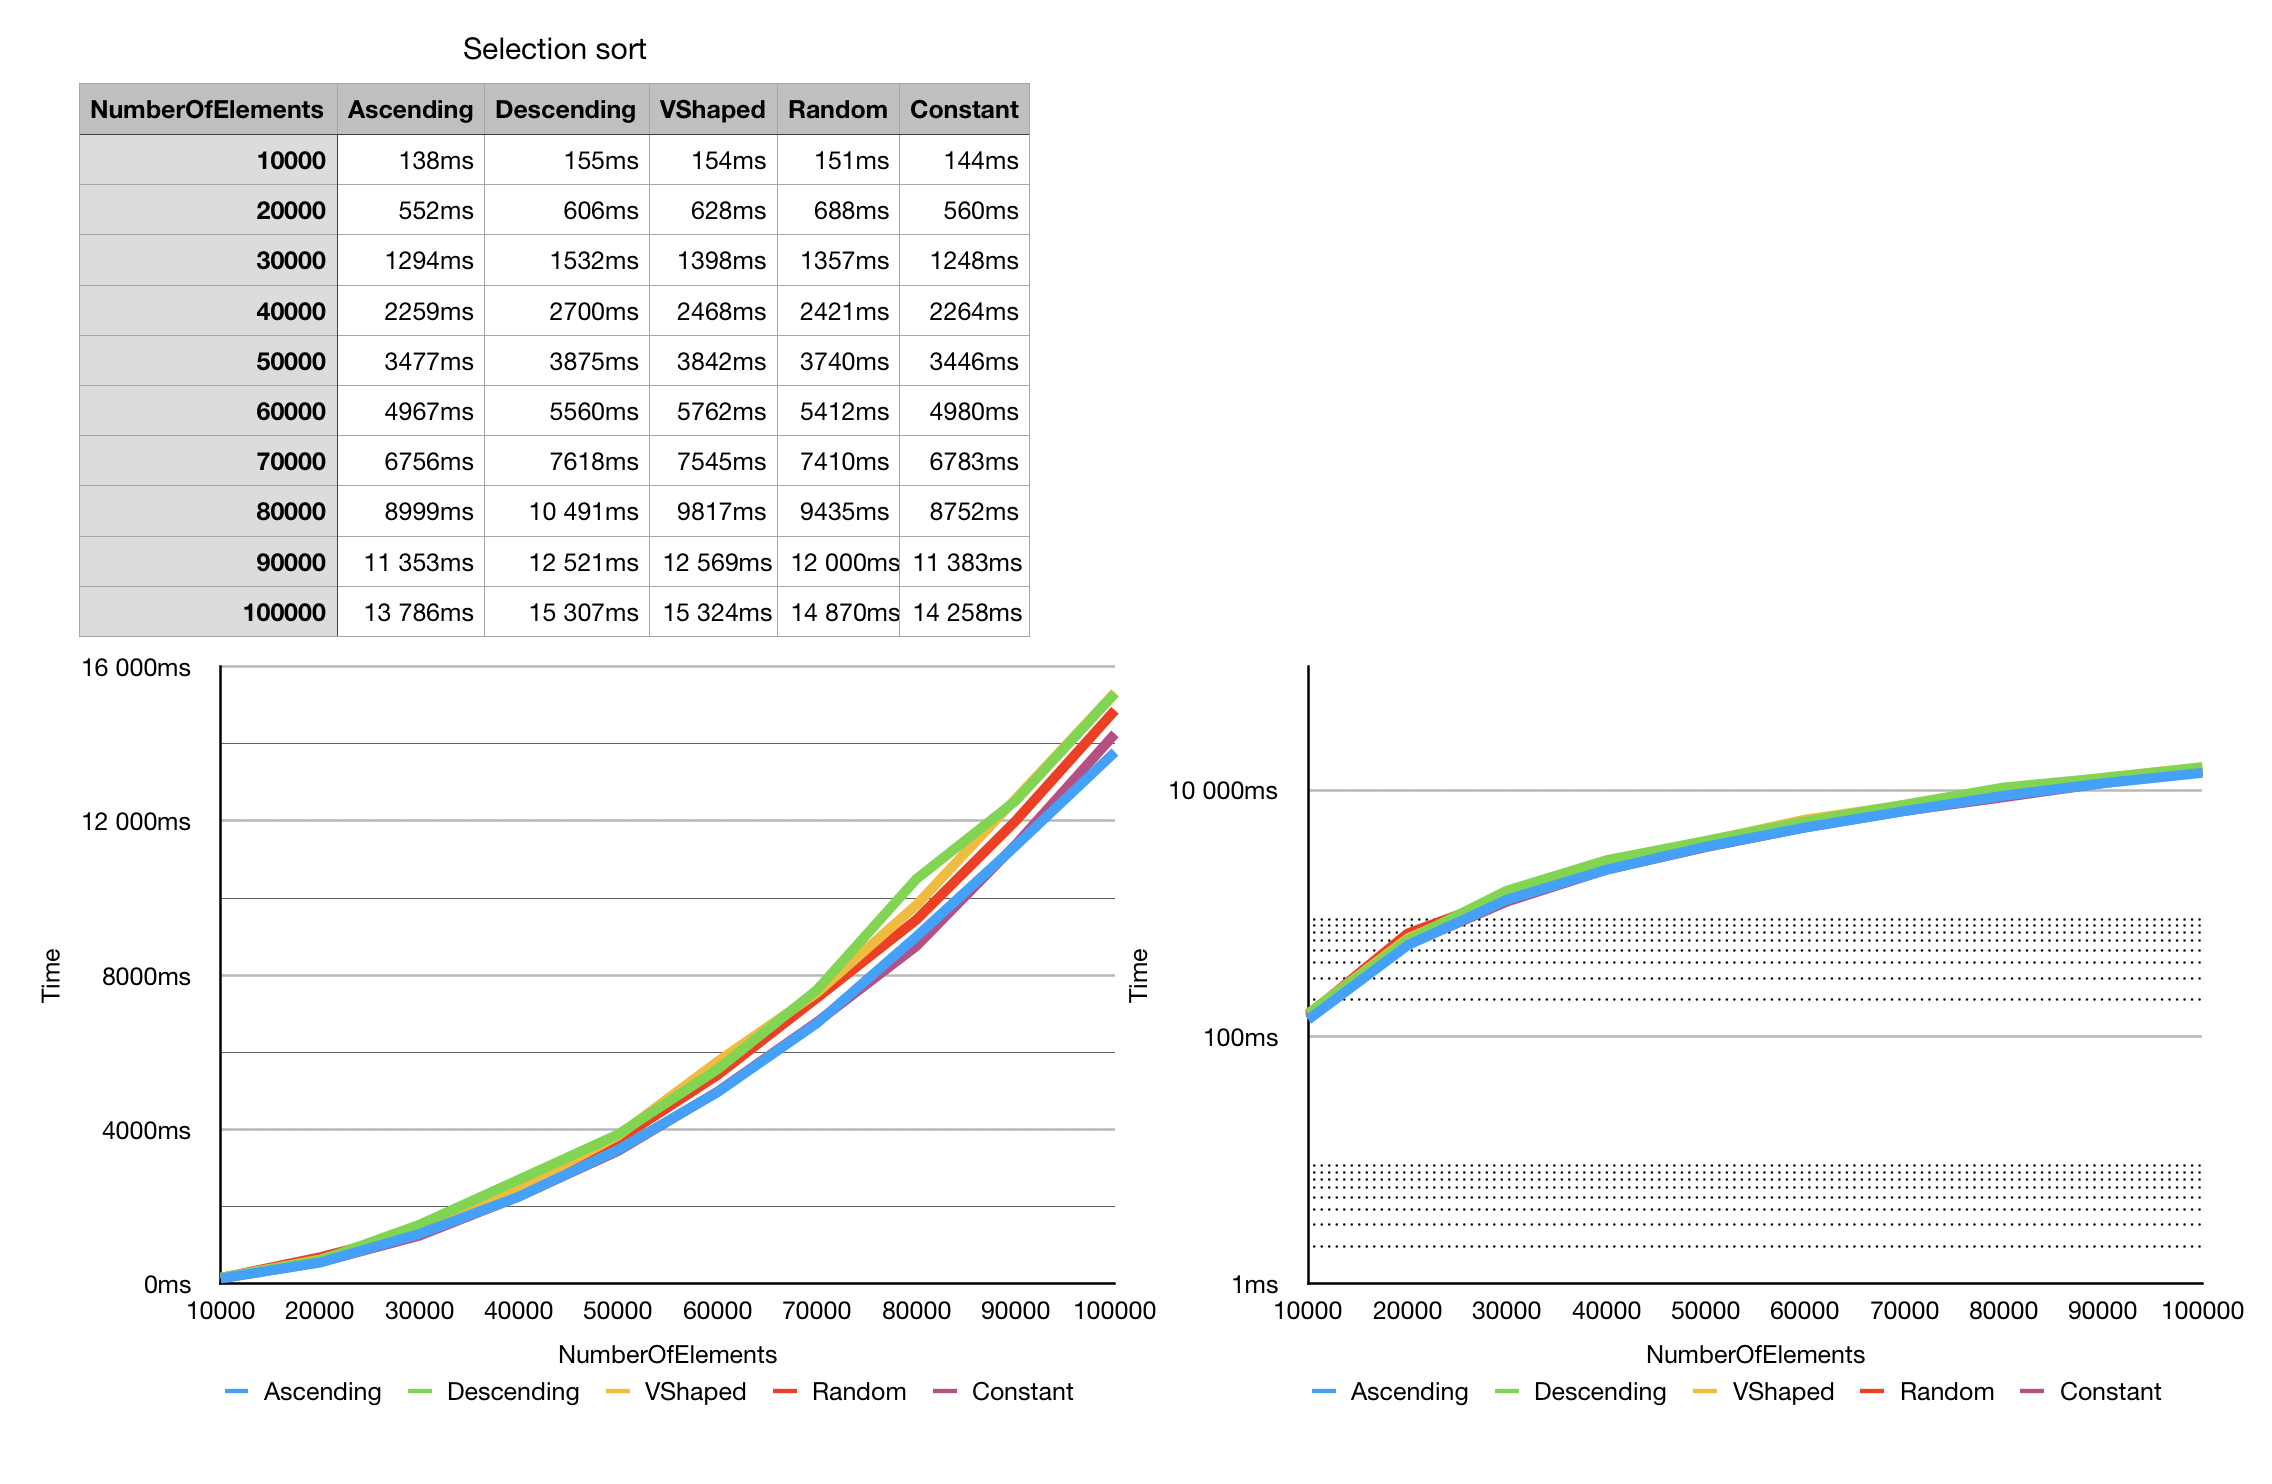 Selection sort
NumberOfElements Ascending Descending VShaped Random Constant
10000 138ms 155ms 154ms 151ms 144ms
20000 552ms 606ms 628ms 688ms 560ms
30000 1294ms 1532ms 1398ms 1357ms 1248ms
40000 2259ms 2700ms 2468ms 2421ms 2264ms
50000 3477ms 3875ms 3842ms 3740ms 3446ms
60000 4967ms 5560ms 5762ms 5412ms 4980ms
70000 6756ms 7618ms 7545ms 7410ms 6783ms
80000 8999ms 10 491ms 9817ms 9435ms 8752ms
90000 11 353ms 12 521ms 12 569ms 12 000ms 11 383ms
100000 13 786ms 15 307ms 15 324ms 14 870ms 14 258ms
16 000ms
12 000ms
8000ms
4000ms
0ms
Time
10000 20000 30000 40000 50000 60000 70000 80000 90000 100000
NumberOfElements
Ascending Descending VShaped Random Constant
10 000ms
100ms
1ms
Time
10000 20000 30000 40000 50000 60000 70000 80000 90000 100000
NumberOfElements
Ascending Descending VShaped Random Constant